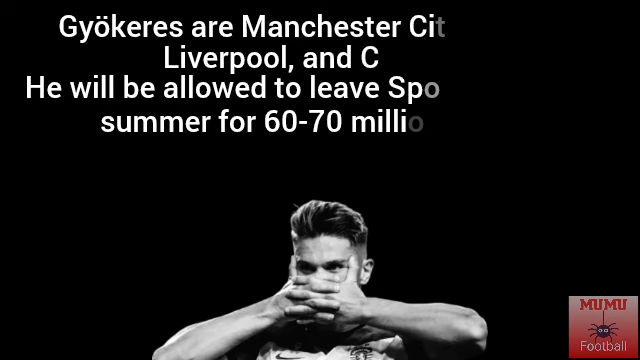 Gyökeres are Manchester Cit
Liverpool, and C
He will be allowed to leave Spo
summer for 60-70 millio
MUMU
Football